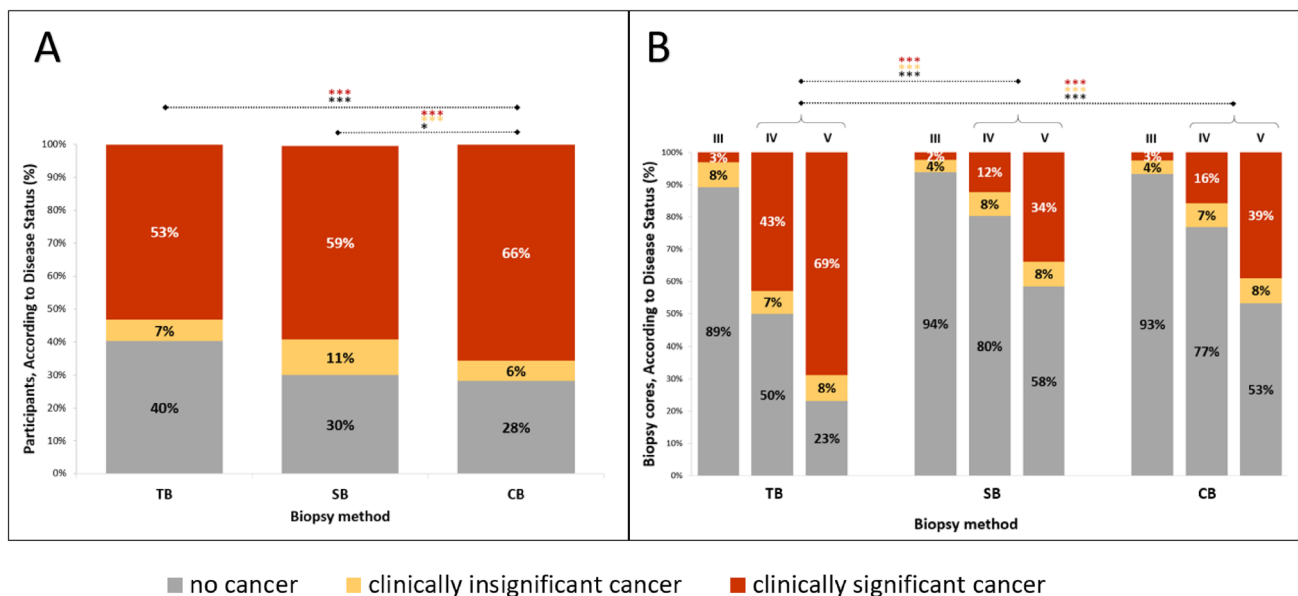 A
***
***
***
***
*
Participants, According to Disease Status (%)
100%
90%
80%
70%
60%
50%
40%
30%
20%
10%
0%
53% 59% 66%
7% 11% 6%
40% 30% 28%
TB SB CB
Biopsy method
B
***
***
***
***
***
***
III IV V III IV V III IV V
Biopsy cores, According to Disease Status (%)
100%
90%
80%
70%
60%
50%
40%
30%
20%
10%
0%
3% 43% 69% 2% 12% 34% 3% 16% 39%
8% 7% 8% 4% 8% 8% 4% 7% 8%
89% 50% 23% 94% 80% 58% 93% 77% 53%
TB SB CB
Biopsy method
no cancer clinically insignificant cancer clinically significant cancer